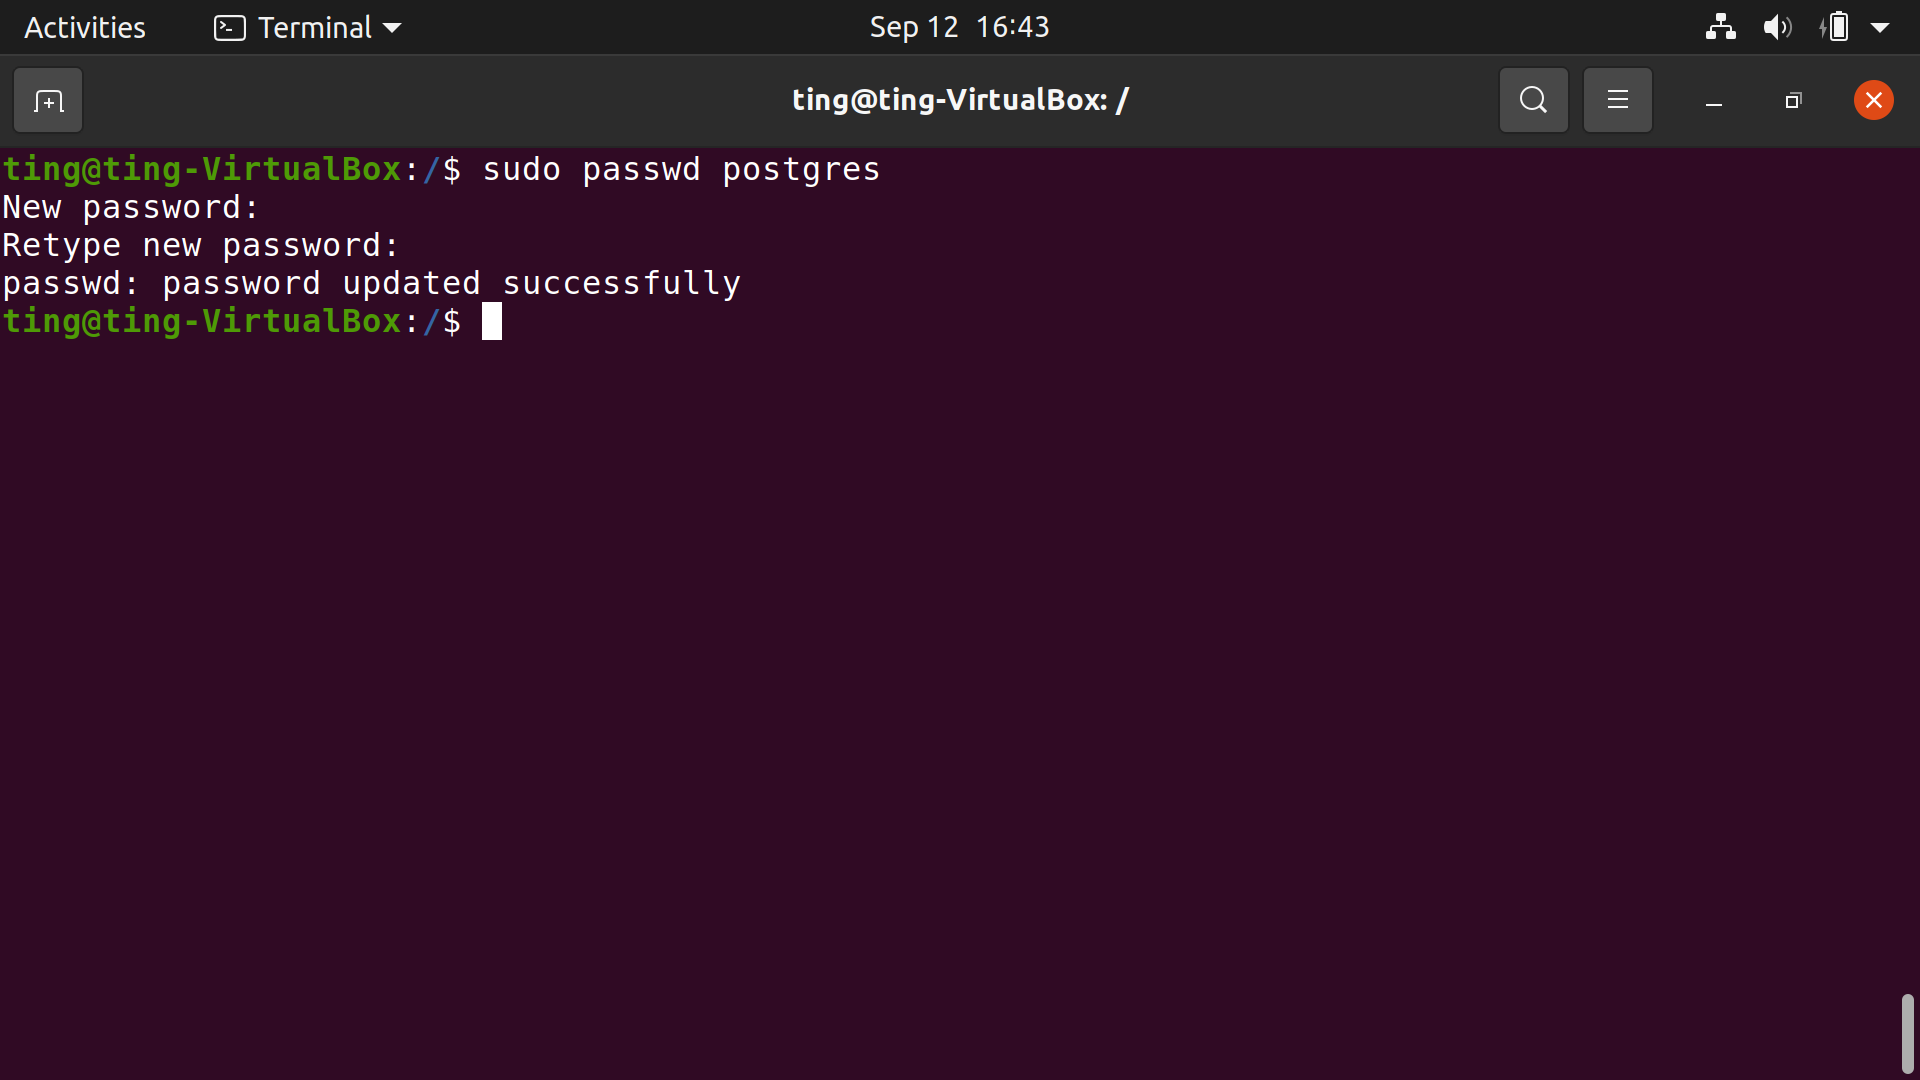 Activities Terminal Sep 12 16:43
ting@ting-VirtualBox: /
ting@ting-VirtualBox:/$ sudo passwd postgres
New password:
Retype new password:
passwd: password updated successfully
ting@ting-VirtualBox:/$